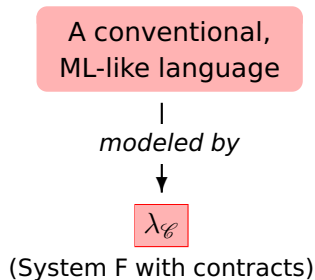 A conventional,
ML-like language
modeled by
λ𝒞
(System F with contracts)